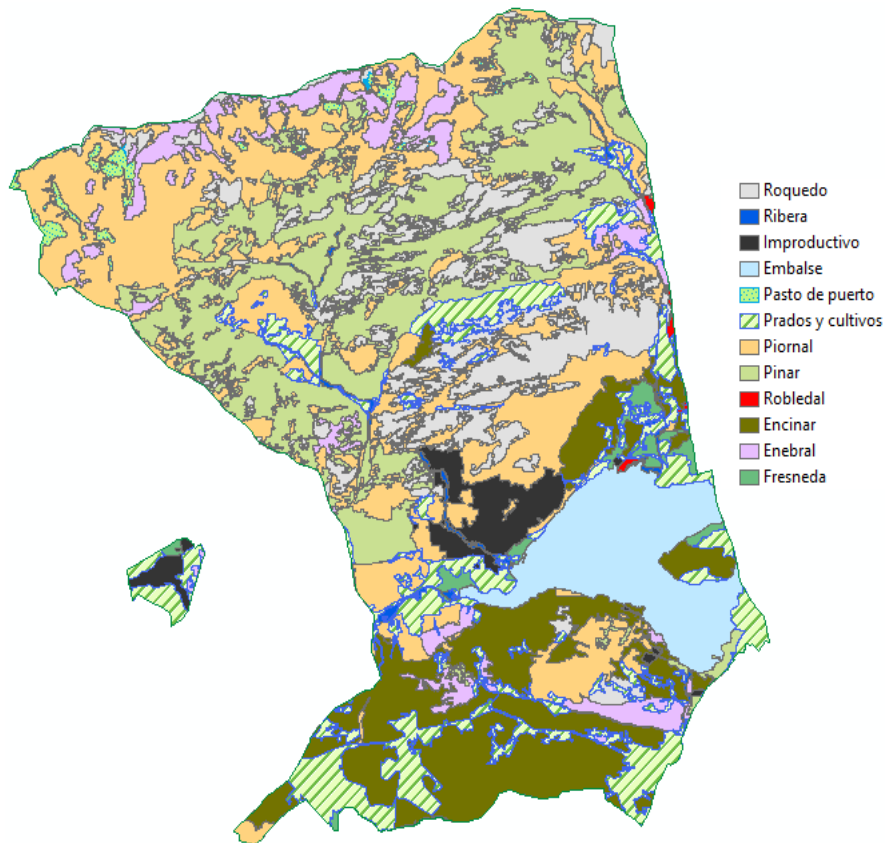 Roquedo
Ribera
Improductivo
Embalse
Pasto de puerto
Prados y cultivos
Piornal
Pinar
Robledal
Encinar
Enebral
Fresneda